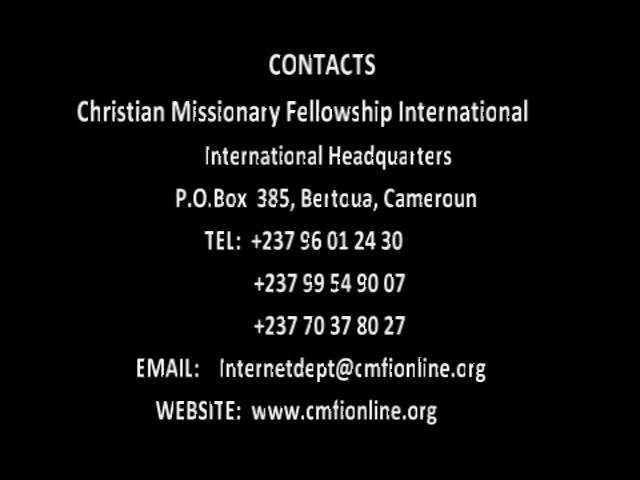 CONTACTS
Christian Missionary Fellowship International
International Headquarters
P.O.Box 385, Bertoua, Cameroun
TEL: +237 96 01 24 30
+237 99 54 90 07
+237 70 37 80 27
EMAIL: internetdept@cmfionline.org
WEBSITE: www.cmfionline.org